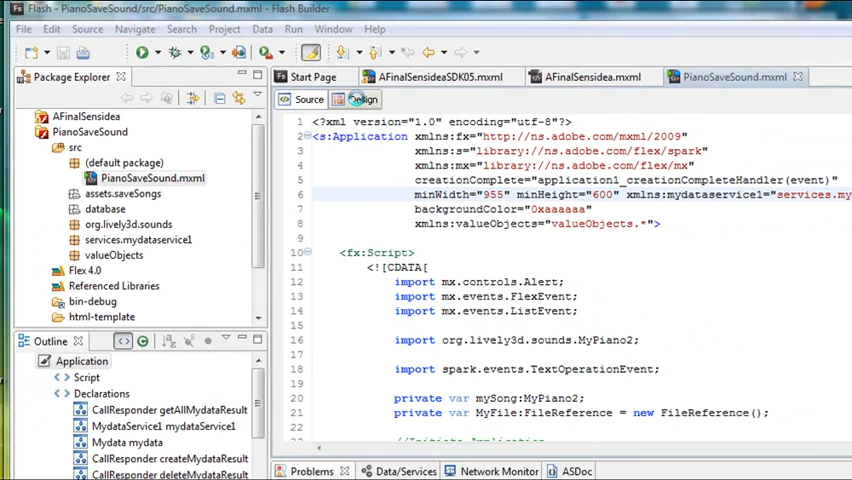 Flash - PianoSaveSound/src/PianoSaveSound.mxml - Flash Builder
File Edit Source Navigate Search Project Data Run Window Help
Package Explorer
Start Page AFinalSensideaSDK05.mxml AFinalSensidea.mxml PianoSaveSound.mxml
Source Design
AFinalSensidea
PianoSaveSound
src
(default package)
PianoSaveSound.mxml
assets.saveSongs
database
org.lively3d.sounds
services.mydataservice1
valueObjects
Flex 4.0
Referenced Libraries
bin-debug
html-template
1 <?xml version="1.0" encoding="utf-8"?>
2 <s:Application xmlns:fx="http://ns.adobe.com/mxml/2009"
3 xmlns:s="library://ns.adobe.com/flex/spark"
4 xmlns:mx="library://ns.adobe.com/flex/mx"
5 creationComplete="application1_creationCompleteHandler(event)"
6 minWidth="955" minHeight="600" xmlns:mydataservice1="services.my
7 backgroundColor="0xaaaaaa"
8 xmlns:valueObjects="valueObjects.*">
9
10 <fx:Script>
11 <![CDATA[
12 import mx.controls.Alert;
13 import mx.events.FlexEvent;
14 import mx.events.ListEvent;
15
16 import org.lively3d.sounds.MyPiano2;
17
18 import spark.events.TextOperationEvent;
19
20 private var mySong:MyPiano2;
21 private var MyFile:FileReference = new FileReference();
22
//Initiate Application
Outline
Application
Script
Declarations
CallResponder getAllMydataResult
MydataService1 mydataService1
Mydata mydata
CallResponder createMydataResult
CallResponder deleteMydataResult
Problems Data/Services Network Monitor ASDoc